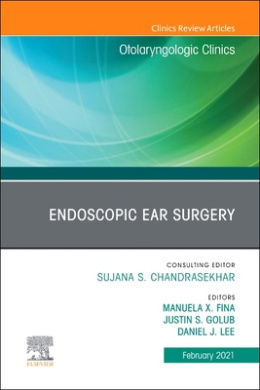 Clinics Review Articles
Otolaryngologic Clinics
ENDOSCOPIC EAR SURGERY
CONSULTING EDITOR
SUJANA S. CHANDRASEKHAR
EDITORS
MANUELA X. FINA
JUSTIN S. GOLUB
DANIEL J. LEE
ELSEVIER
February 2021